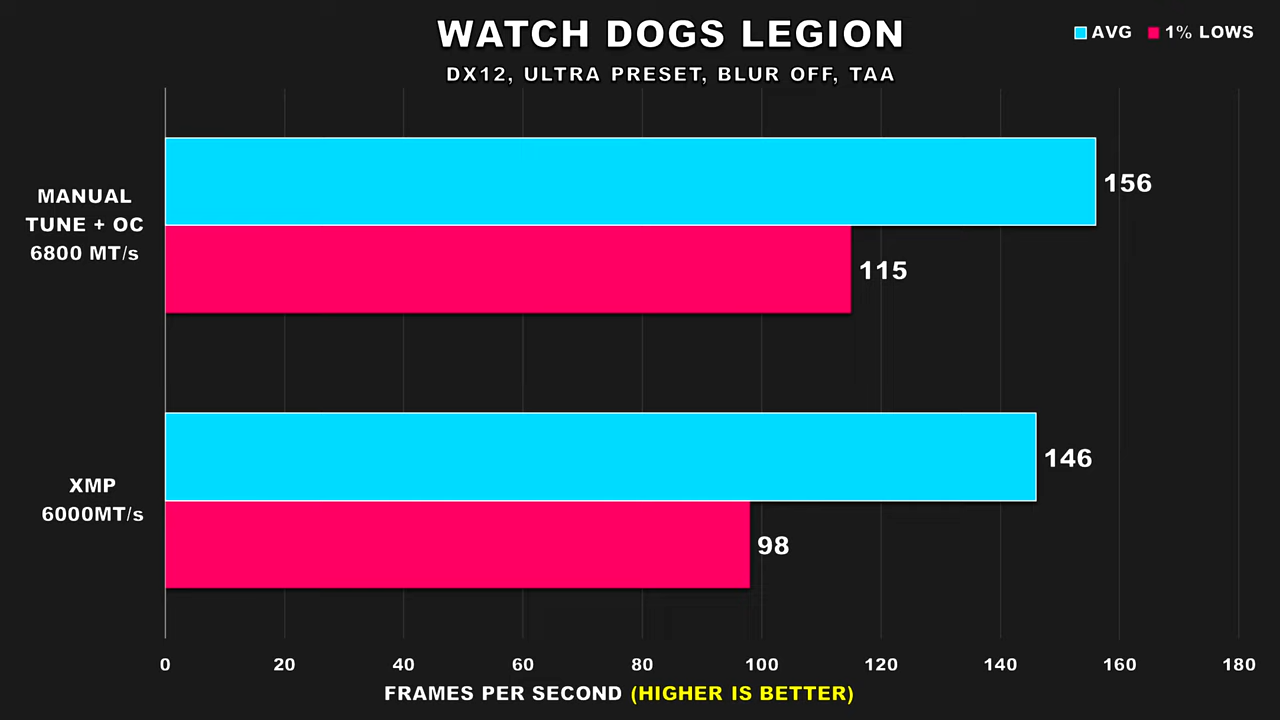 WATCH DOGS LEGION
DX12, ULTRA PRESET, BLUR OFF, TAA
AVG 1% LOWS
MANUAL
TUNE + OC
6800 MT/s
156
115
XMP
6000MT/s
146
98
0 20 40 60 80 100 120 140 160 180
FRAMES PER SECOND (HIGHER IS BETTER)